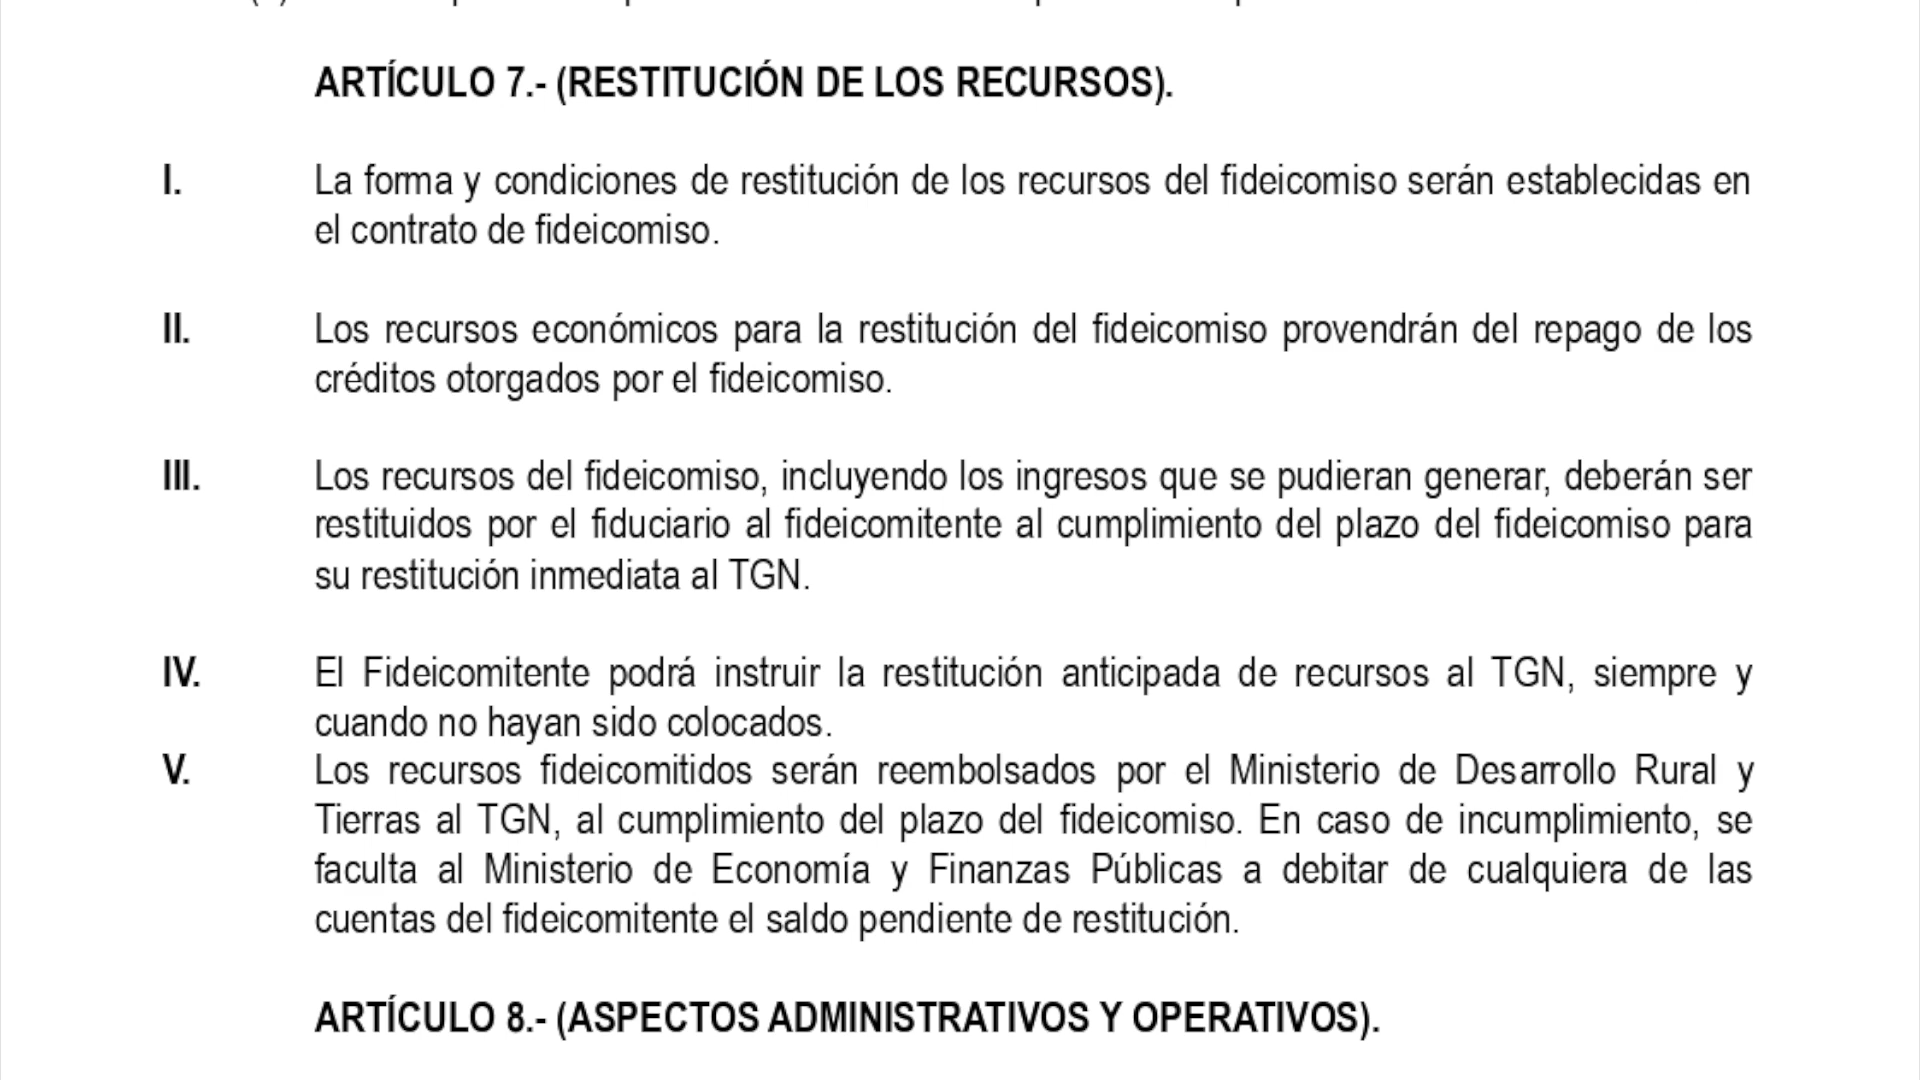 ARTÍCULO 7.- (RESTITUCIÓN DE LOS RECURSOS).
I. La forma y condiciones de restitución de los recursos del fideicomiso serán establecidas en
el contrato de fideicomiso.
II. Los recursos económicos para la restitución del fideicomiso provendrán del repago de los
créditos otorgados por el fideicomiso.
III. Los recursos del fideicomiso, incluyendo los ingresos que se pudieran generar, deberán ser
restituidos por el fiduciario al fideicomitente al cumplimiento del plazo del fideicomiso para
su restitución inmediata al TGN.
IV. El Fideicomitente podrá instruir la restitución anticipada de recursos al TGN, siempre y
cuando no hayan sido colocados.
V. Los recursos fideicomitidos serán reembolsados por el Ministerio de Desarrollo Rural y
Tierras al TGN, al cumplimiento del plazo del fideicomiso. En caso de incumplimiento, se
faculta al Ministerio de Economía y Finanzas Públicas a debitar de cualquiera de las
cuentas del fideicomitente el saldo pendiente de restitución.
ARTÍCULO 8.- (ASPECTOS ADMINISTRATIVOS Y OPERATIVOS).